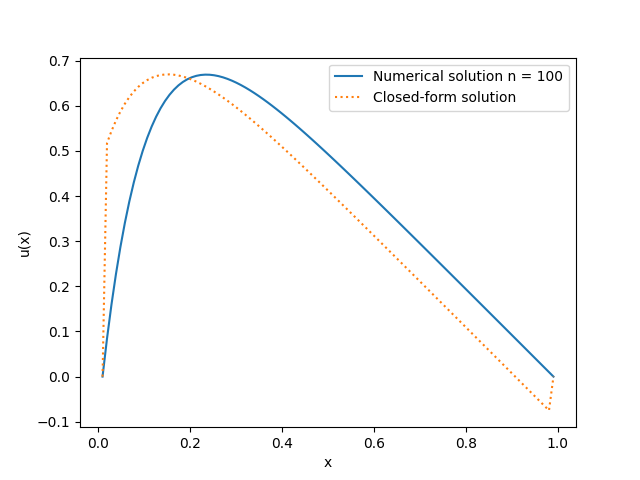 0.7
0.6
0.5
0.4
0.3
0.2
0.1
0.0
−0.1
u(x)
Numerical solution n = 100
Closed-form solution
0.0 0.2 0.4 0.6 0.8 1.0
x